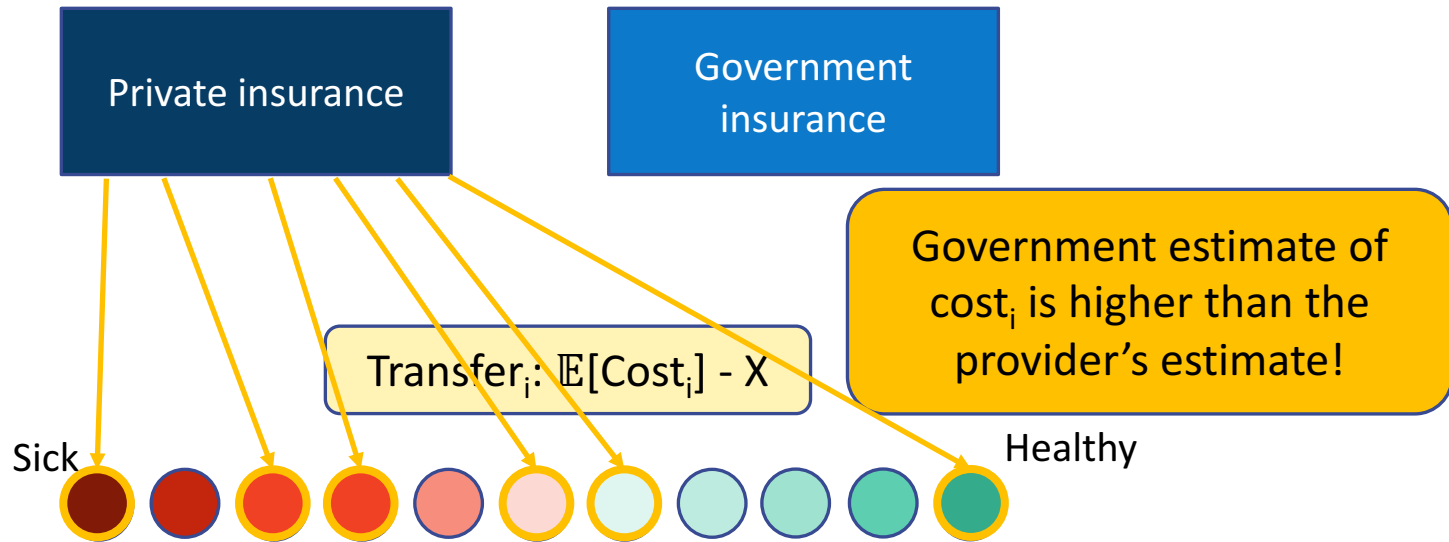 Private insurance
Government
insurance
Government estimate of
costᵢ is higher than the
provider’s estimate!
Transferᵢ: 𝔼[Costᵢ] - X
Sick
Healthy